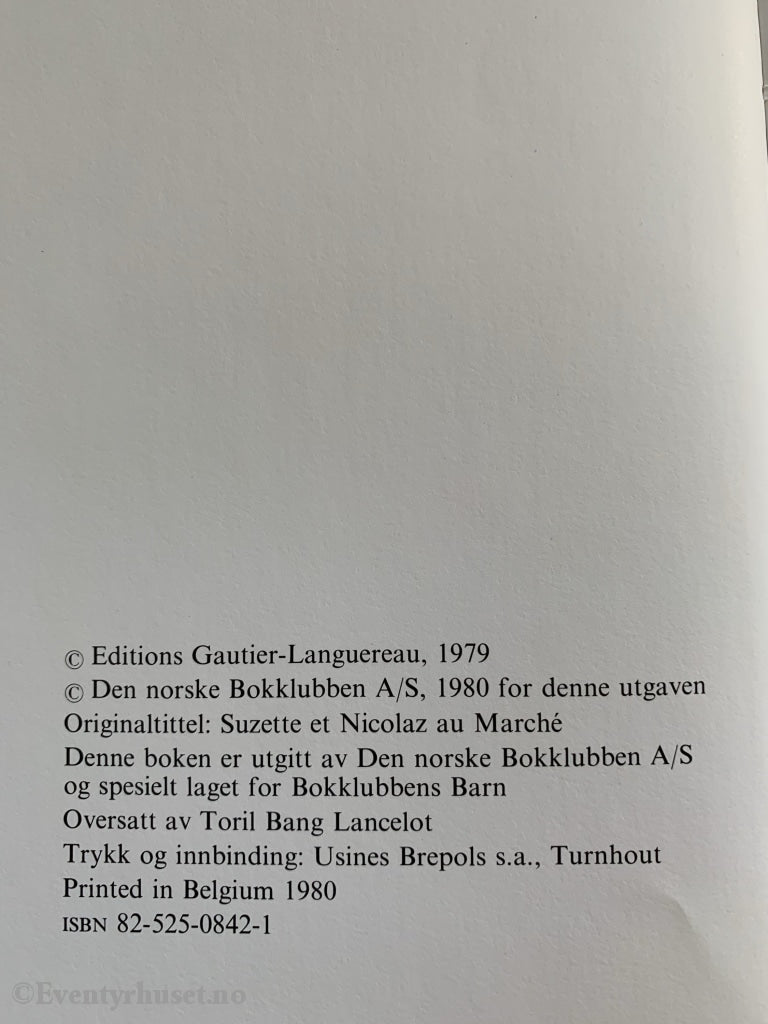 © Editions Gautier-Languereau, 1979
© Den norske Bokklubben A/S, 1980 for denne utgaven
Originaltittel: Suzette et Nicolaz au Marché
Denne boken er utgitt av Den norske Bokklubben A/S
og spesielt laget for Bokklubbens Barn
Oversatt av Toril Bang Lancelot
Trykk og innbinding: Usines Brepols s.a., Turnhout
Printed in Belgium 1980
ISBN 82-525-0842-1
©Eventyrhuset.no